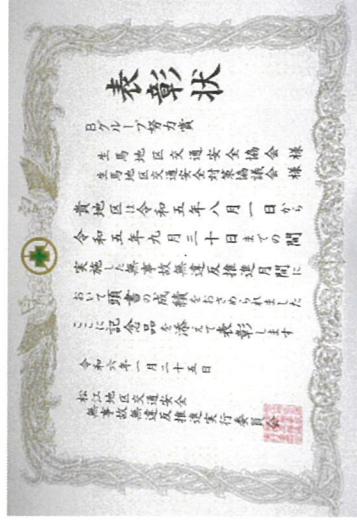 表彰状
Bグループ努力賞
生馬地区交通安全協会 様
生馬地区交通安全対策協議会 様
貴地区は令和五年八月一日から
令和五年九月三十日までの間
実施した無事故無違反推進月間に
おいて頭書の成績をおさめられました
ここに記念品を添えて表彰します
令和六年一月二十五日
松江地区交通安全会
無事故無違反推進実行委員会